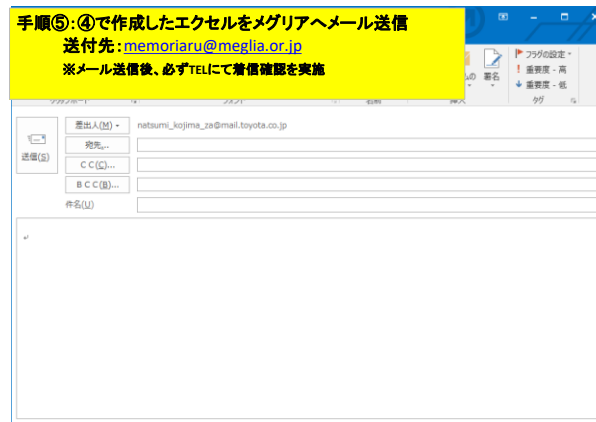 手順⑤:④で作成したエクセルをメグリアへメール送信
送付先:memoriaru@meglia.or.jp
※メール送信後、必ずTELにて着信確認を実施
署名
フラグの設定
重要度 - 高
重要度 - 低
タグ
差出人(M)
natsumi_kojima_za@mail.toyota.co.jp
宛先...
送信(S)
C C(C)...
B C C(B)...
件名(U)